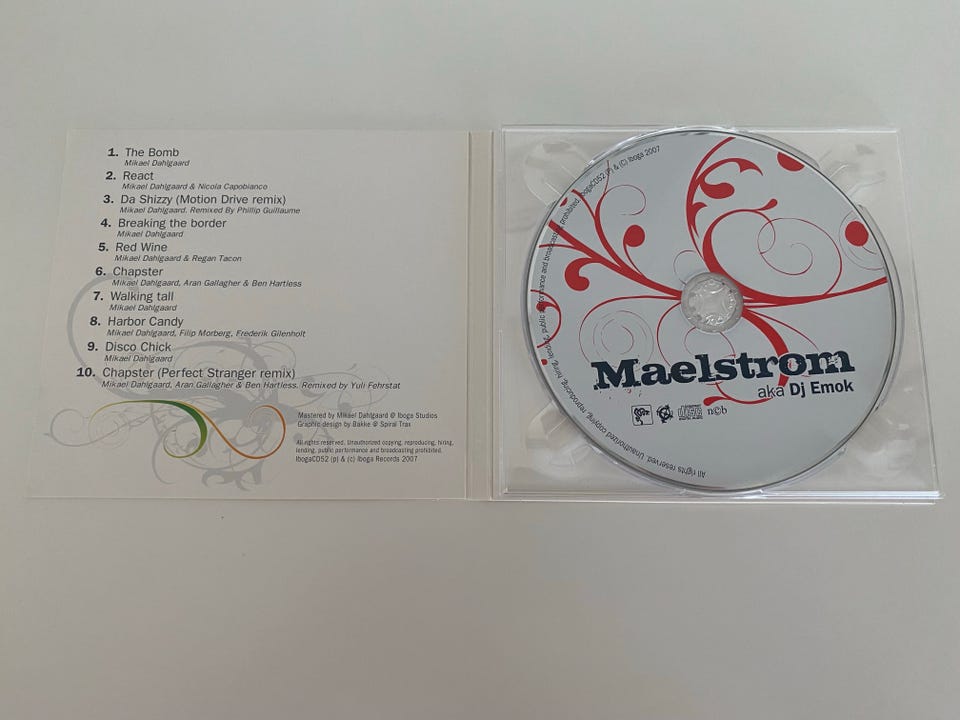 1. The Bomb
Mikael Dahlgaard
2. React
Mikael Dahlgaard & Nicola Capobianco
3. Da Shizzy (Motion Drive remix)
Mikael Dahlgaard. Remixed By Phillip Guillaume
4. Breaking the border
Mikael Dahlgaard
5. Red Wine
Mikael Dahlgaard & Regan Tacon
6. Chapster
Mikael Dahlgaard, Aran Gallagher & Ben Hartless
7. Walking tall
Mikael Dahlgaard
8. Harbor Candy
Mikael Dahlgaard, Filip Morberg, Frederik Gilenholt
9. Disco Chick
Mikael Dahlgaard
10. Chapster (Perfect Stranger remix)
Mikael Dahlgaard, Aran Gallagher & Ben Hartless. Remixed by Yuli Fehrstat
Mastered by Mikael Dahlgaard @ Iboga Studios
Graphic design by Bakke @ Spiral Trax
All rights reserved. Unauthorized copying, reproducing, hiring,
lending, public performance and broadcasting prohibited.
IbogaCD52 (p) & (c) Iboga Records 2007
All rights reserved. Unauthorized copying, reproducing, hiring, lending, public performance and broadcasting prohibited. IbogaCD52 (P) & (C) Iboga 2007
Maelstrom
aka Dj Emok
n©b